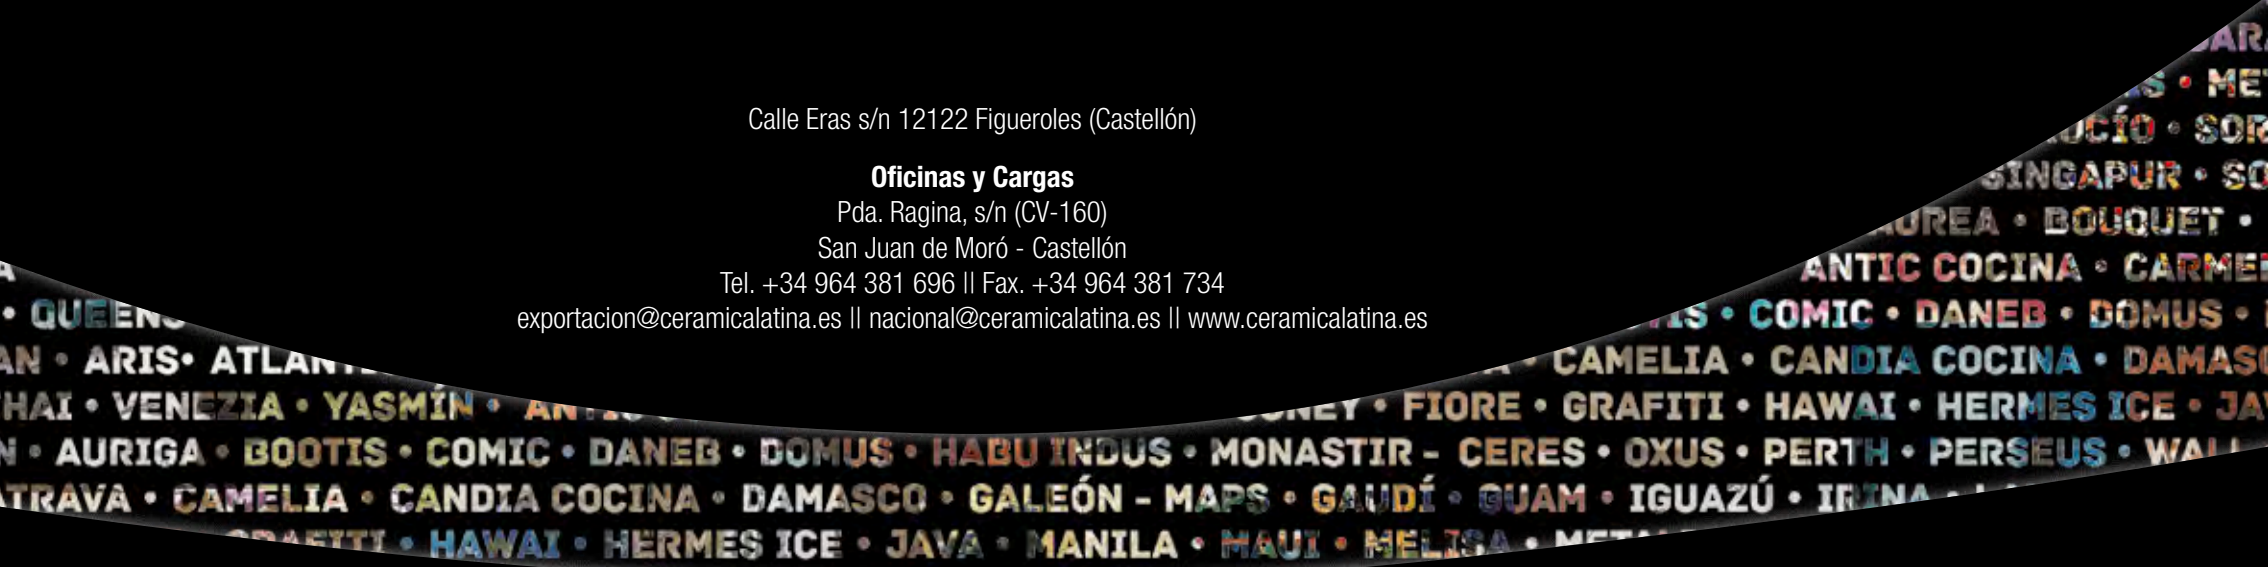 Calle Eras s/n 12122 Figueroles (Castellón)
Oficinas y Cargas
Pda. Ragina, s/n (CV-160)
San Juan de Moró - Castellón
Tel. +34 964 381 696 || Fax. +34 964 381 734
exportacion@ceramicalatina.es || nacional@ceramicalatina.es || www.ceramicalatina.es
SINGAPUR •
• BOUQUET •
ANTIC COCINA •
• COMIC • DANEB • DOMUS •
• CAMELIA • CANDIA COCINA •
• ARIS•
• VENEZIA • YASMÍN •
• FIORE • GRAFITI • HAWAI • HERMES ICE •
• AURIGA • BOOTIS • COMIC • DANEB • DOMUS • HABU INDUS • MONASTIR - CERES • OXUS • PERTH • PERSEUS •
• CAMELIA • CANDIA COCINA • DAMASCO • GALEÓN - MAPS • GAUDÍ • GUAM • IGUAZÚ • IRINA •
GRAFITI • HAWAI • HERMES ICE • JAVA • MANILA • MAUI • MELISA •